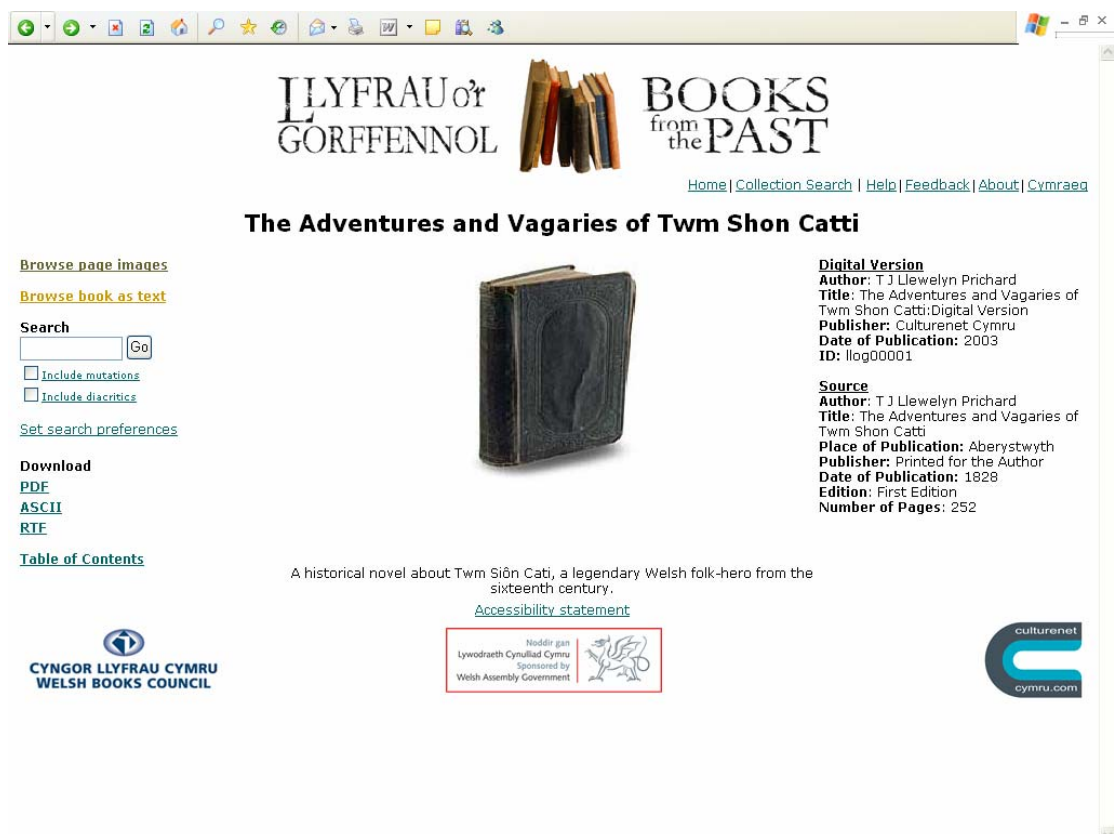 LLYFRAU o'r
GORFFENNOL
BOOKS
from
the PAST
Home | Collection Search | Help | Feedback | About | Cymraeg
The Adventures and Vagaries of Twm Shon Catti
Browse page images
Browse book as text
Search
Go
Include mutations
Include diacritics
Set search preferences
Download
PDF
ASCII
RTF
Table of Contents
Digital Version
Author: T J Llewelyn Prichard
Title: The Adventures and Vagaries of
Twm Shon Catti:Digital Version
Publisher: Culturenet Cymru
Date of Publication: 2003
ID: llog00001
Source
Author: T J Llewelyn Prichard
Title: The Adventures and Vagaries of
Twm Shon Catti
Place of Publication: Aberystwyth
Publisher: Printed for the Author
Date of Publication: 1828
Edition: First Edition
Number of Pages: 252
A historical novel about Twm Siôn Cati, a legendary Welsh folk-hero from the
sixteenth century.
Accessibility statement
CYNGOR LLYFRAU CYMRU
WELSH BOOKS COUNCIL
Noddir gan
Lywodraeth Cynulliad Cymru
Sponsored by
Welsh Assembly Government
culturenet
cymru.com